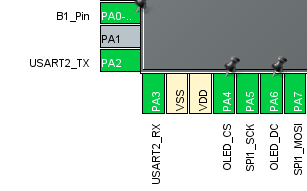 B1_Pin PA0-...
PA1
USART2_TX PA2
PA3
VSS
VDD
PA4
PA5
PA6
PA7
USART2_RX
OLED_CS
SPI1_SCK
OLED_DC
SPI1_MOSI